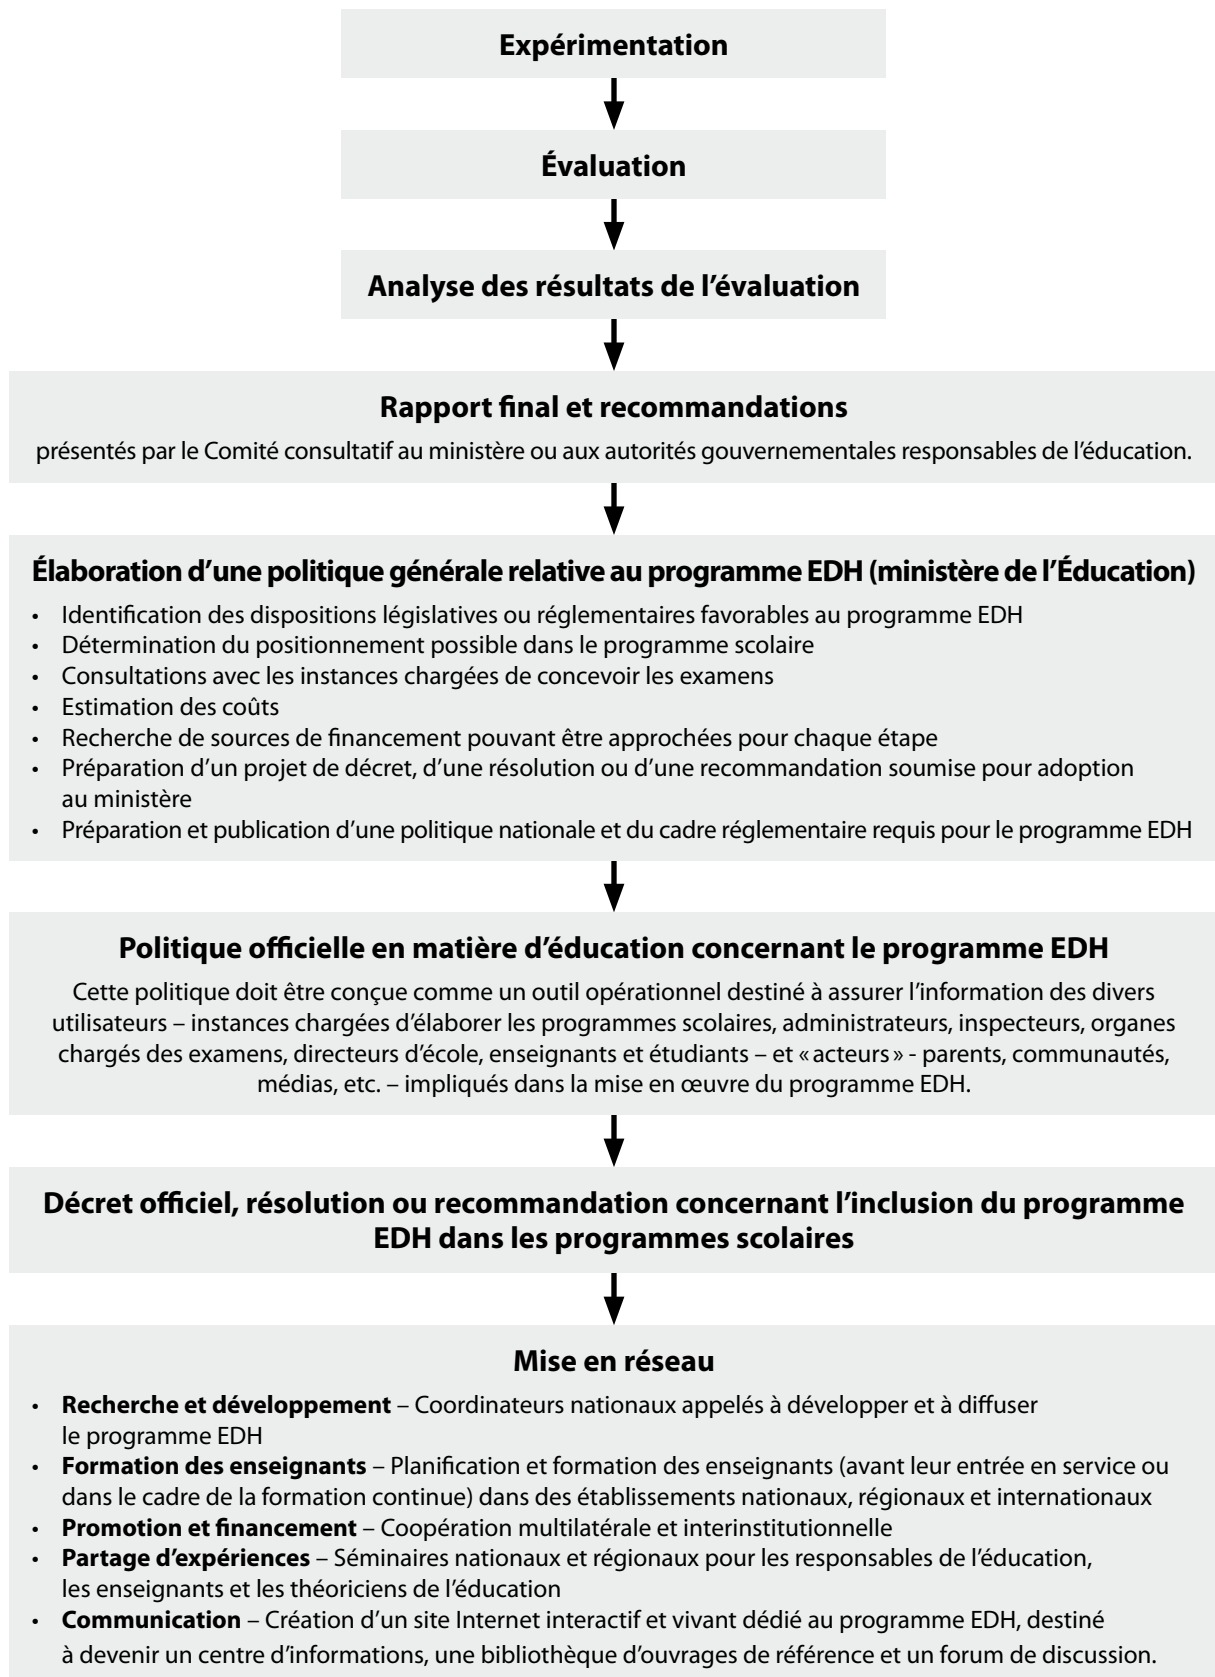 Expérimentation
Évaluation
Analyse des résultats de l’évaluation
Rapport final et recommandations
présentés par le Comité consultatif au ministère ou aux autorités gouvernementales responsables de l’éducation.
Élaboration d’une politique générale relative au programme EDH (ministère de l’Éducation)
• Identification des dispositions législatives ou réglementaires favorables au programme EDH
• Détermination du positionnement possible dans le programme scolaire
• Consultations avec les instances chargées de concevoir les examens
• Estimation des coûts
• Recherche de sources de financement pouvant être approchées pour chaque étape
• Préparation d’un projet de décret, d’une résolution ou d’une recommandation soumise pour adoption
au ministère
• Préparation et publication d’une politique nationale et du cadre réglementaire requis pour le programme EDH
Politique officielle en matière d’éducation concernant le programme EDH
Cette politique doit être conçue comme un outil opérationnel destiné à assurer l’information des divers
utilisateurs – instances chargées d’élaborer les programmes scolaires, administrateurs, inspecteurs, organes
chargés des examens, directeurs d’école, enseignants et étudiants – et « acteurs » - parents, communautés,
médias, etc. – impliqués dans la mise en œuvre du programme EDH.
Décret officiel, résolution ou recommandation concernant l’inclusion du programme
EDH dans les programmes scolaires
Mise en réseau
• Recherche et développement – Coordinateurs nationaux appelés à développer et à diffuser
le programme EDH
• Formation des enseignants – Planification et formation des enseignants (avant leur entrée en service ou
dans le cadre de la formation continue) dans des établissements nationaux, régionaux et internationaux
• Promotion et financement – Coopération multilatérale et interinstitutionnelle
• Partage d’expériences – Séminaires nationaux et régionaux pour les responsables de l’éducation,
les enseignants et les théoriciens de l’éducation
• Communication – Création d’un site Internet interactif et vivant dédié au programme EDH, destiné
à devenir un centre d’informations, une bibliothèque d’ouvrages de référence et un forum de discussion.